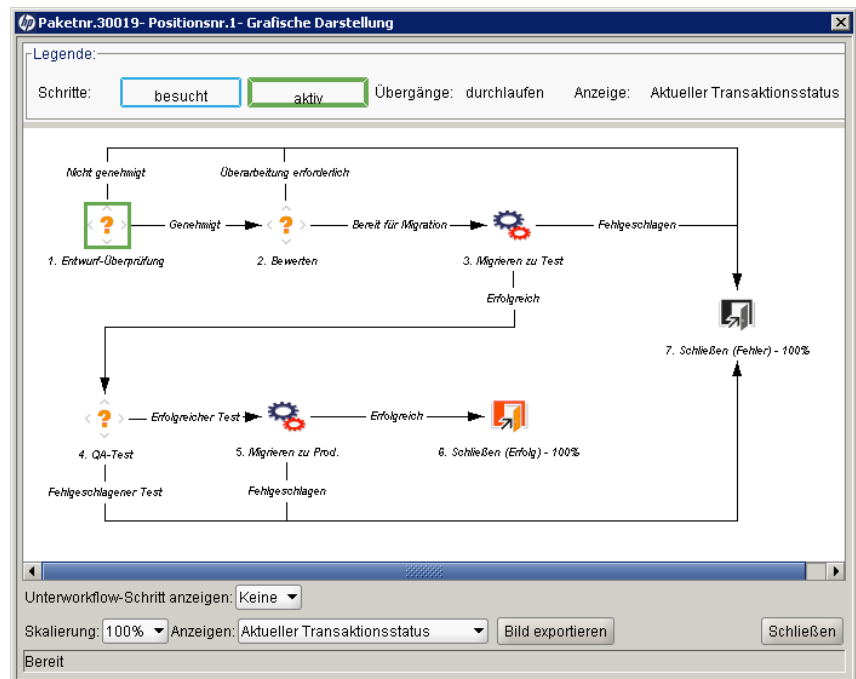 Paketnr.30019- Positionsnr.1- Grafische Darstellung
Legende:
Schritte: besucht aktiv Übergänge: durchlaufen Anzeige: Aktueller Transaktionsstatus
Nicht genehmigt Überarbeitung erforderlich
Genehmigt Bereit für Migration Fehlgeschlagen
1. Entwurf-Überprüfung 2. Bewerten 3. Migrieren zu Test
Erfolgreich
7. Schließen (Fehler) - 100%
Erfolgreicher Test Erfolgreich
4. QA-Test 5. Migrieren zu Prod. 6. Schließen (Erfolg) - 100%
Fehlgeschlagener Test Fehlgeschlagen
Unterworkflow-Schritt anzeigen: Keine
Skalierung: 100% Anzeigen: Aktueller Transaktionsstatus Bild exportieren Schließen
Bereit